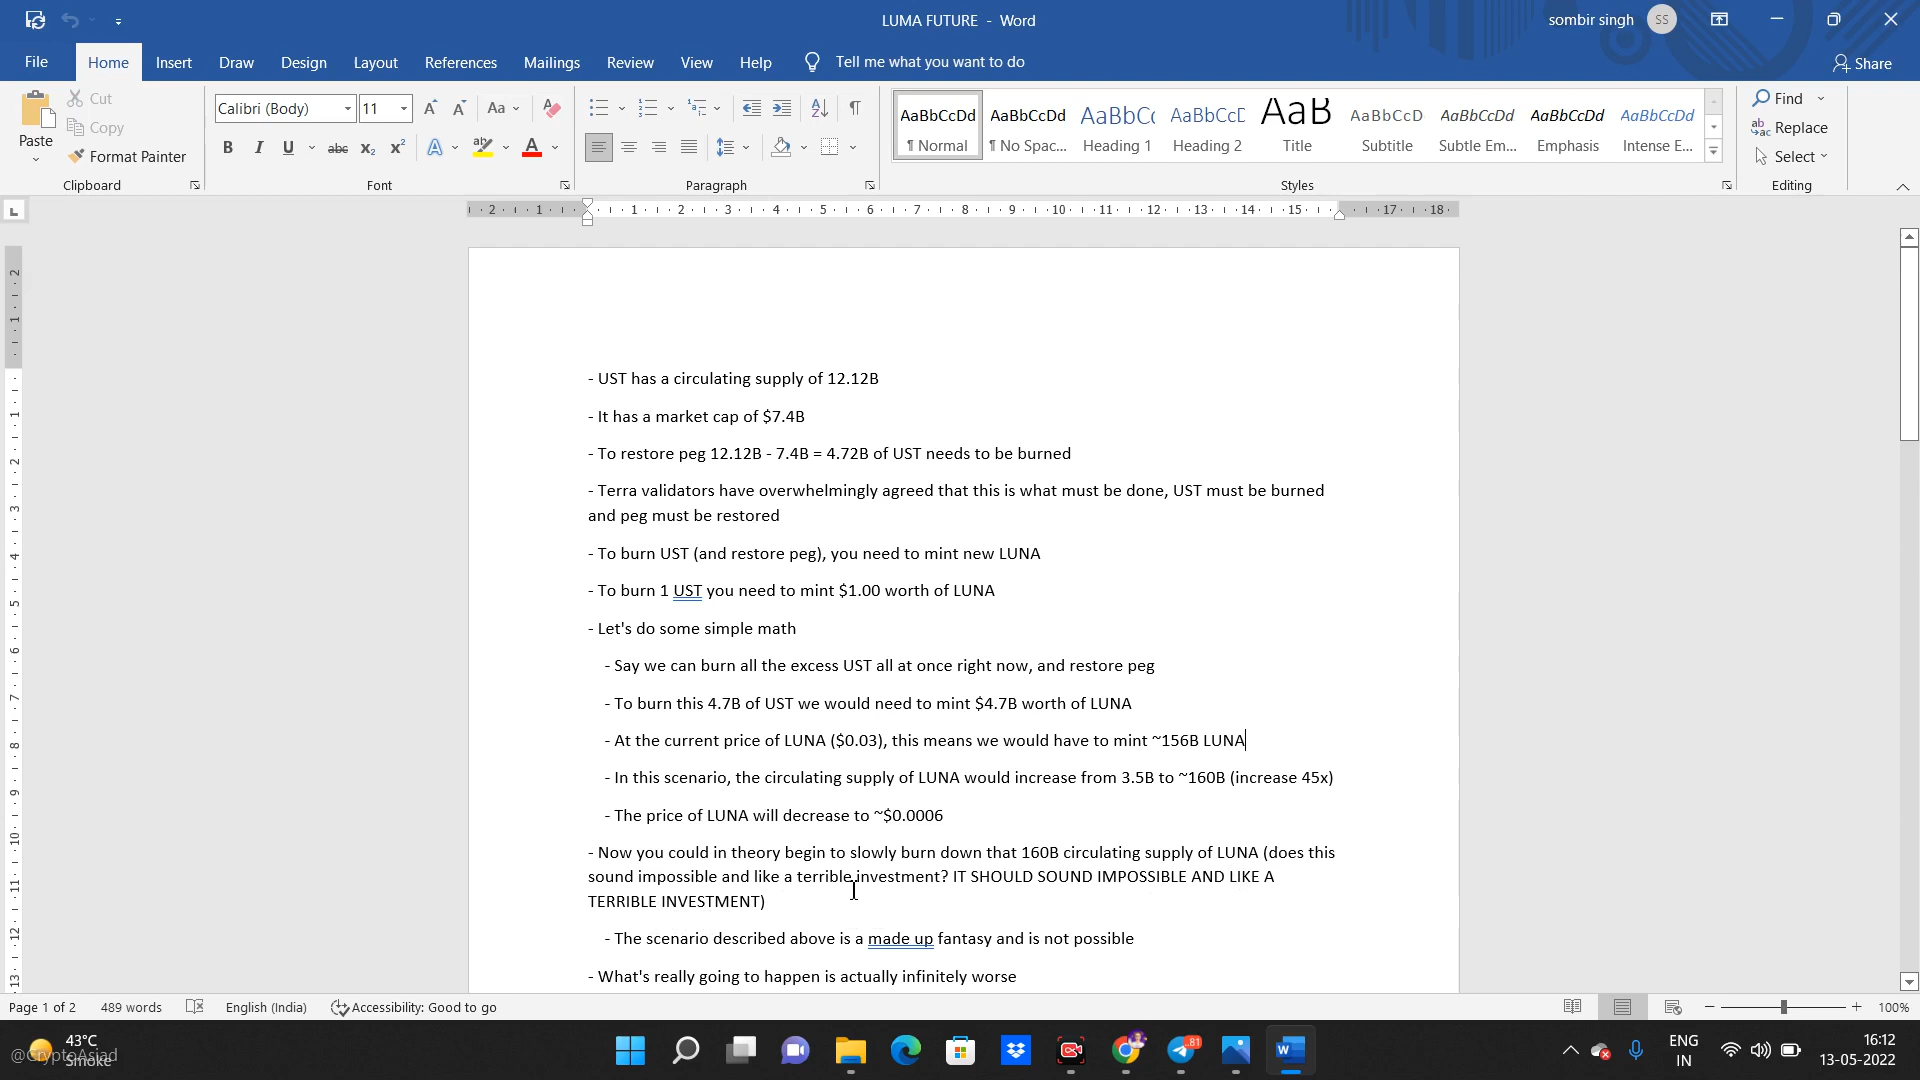 LUMA FUTURE - Word
sombir singh
SS
File
Home
Insert
Draw
Design
Layout
References
Mailings
Review
View
Help
Tell me what you want to do
Share
Paste
Cut
Copy
Format Painter
Clipboard
Calibri (Body)
11
Font
Paragraph
AaBbCcDd
¶ Normal
AaBbCcDd
¶ No Spac...
AaBbCc
Heading 1
AaBbCcD
Heading 2
AaB
Title
AaBbCcD
Subtitle
AaBbCcDd
Subtle Em...
AaBbCcDd
Emphasis
AaBbCcDd
Intense E...
Styles
Find
Replace
Select
Editing
- UST has a circulating supply of 12.12B
- It has a market cap of $7.4B
- To restore peg 12.12B - 7.4B = 4.72B of UST needs to be burned
- Terra validators have overwhelmingly agreed that this is what must be done, UST must be burned
and peg must be restored
- To burn UST (and restore peg), you need to mint new LUNA
- To burn 1 UST you need to mint $1.00 worth of LUNA
- Let's do some simple math
- Say we can burn all the excess UST all at once right now, and restore peg
- To burn this 4.7B of UST we would need to mint $4.7B worth of LUNA
- At the current price of LUNA ($0.03), this means we would have to mint ~156B LUNA
- In this scenario, the circulating supply of LUNA would increase from 3.5B to ~160B (increase 45x)
- The price of LUNA will decrease to ~$0.0006
- Now you could in theory begin to slowly burn down that 160B circulating supply of LUNA (does this
sound impossible and like a terrible investment? IT SHOULD SOUND IMPOSSIBLE AND LIKE A
TERRIBLE INVESTMENT)
- The scenario described above is a made up fantasy and is not possible
- What's really going to happen is actually infinitely worse
Page 1 of 2
489 words
English (India)
Accessibility: Good to go
100%
43°C
Smoke
@CryptoAsiad
81
ENG
IN
16:12
13-05-2022